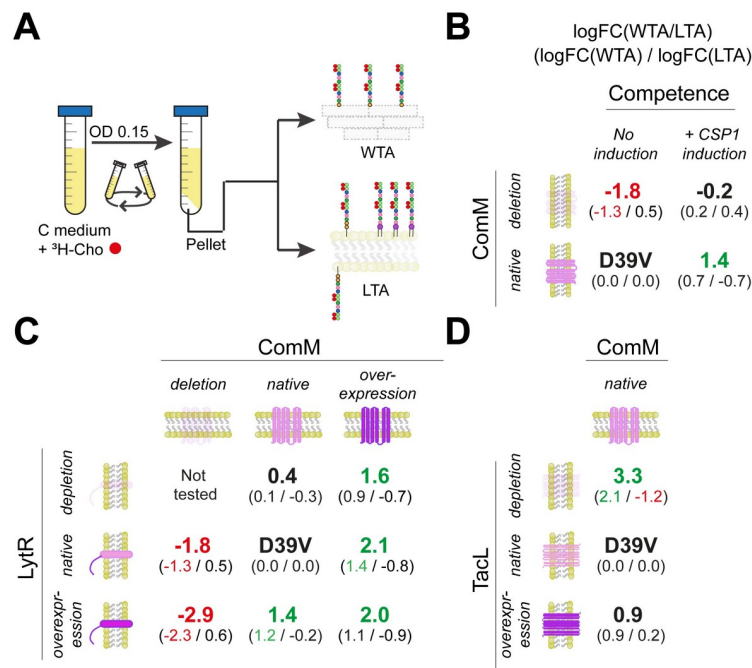 A
OD 0.15
C medium
+ ³H-Cho
Pellet
WTA
LTA
B
logFC(WTA/LTA)
(logFC(WTA) / logFC(LTA)
Competence
No
induction
+ CSP1
induction
ComM
deletion
-1.8
(-1.3 / 0.5)
-0.2
(0.2 / 0.4)
native
D39V
(0.0 / 0.0)
1.4
(0.7 / -0.7)
C
ComM
deletion
native
over-
expression
LytR
depletion
Not
tested
0.4
(0.1 / -0.3)
1.6
(0.9 / -0.7)
native
-1.8
(-1.3 / 0.5)
D39V
(0.0 / 0.0)
2.1
(1.4 / -0.8)
overexpr-
ession
-2.9
(-2.3 / 0.6)
1.4
(1.2 / -0.2)
2.0
(1.1 / -0.9)
D
ComM
native
TacL
depletion
3.3
(2.1 / -1.2)
native
D39V
(0.0 / 0.0)
overexpr-
ession
0.9
(0.9 / 0.2)